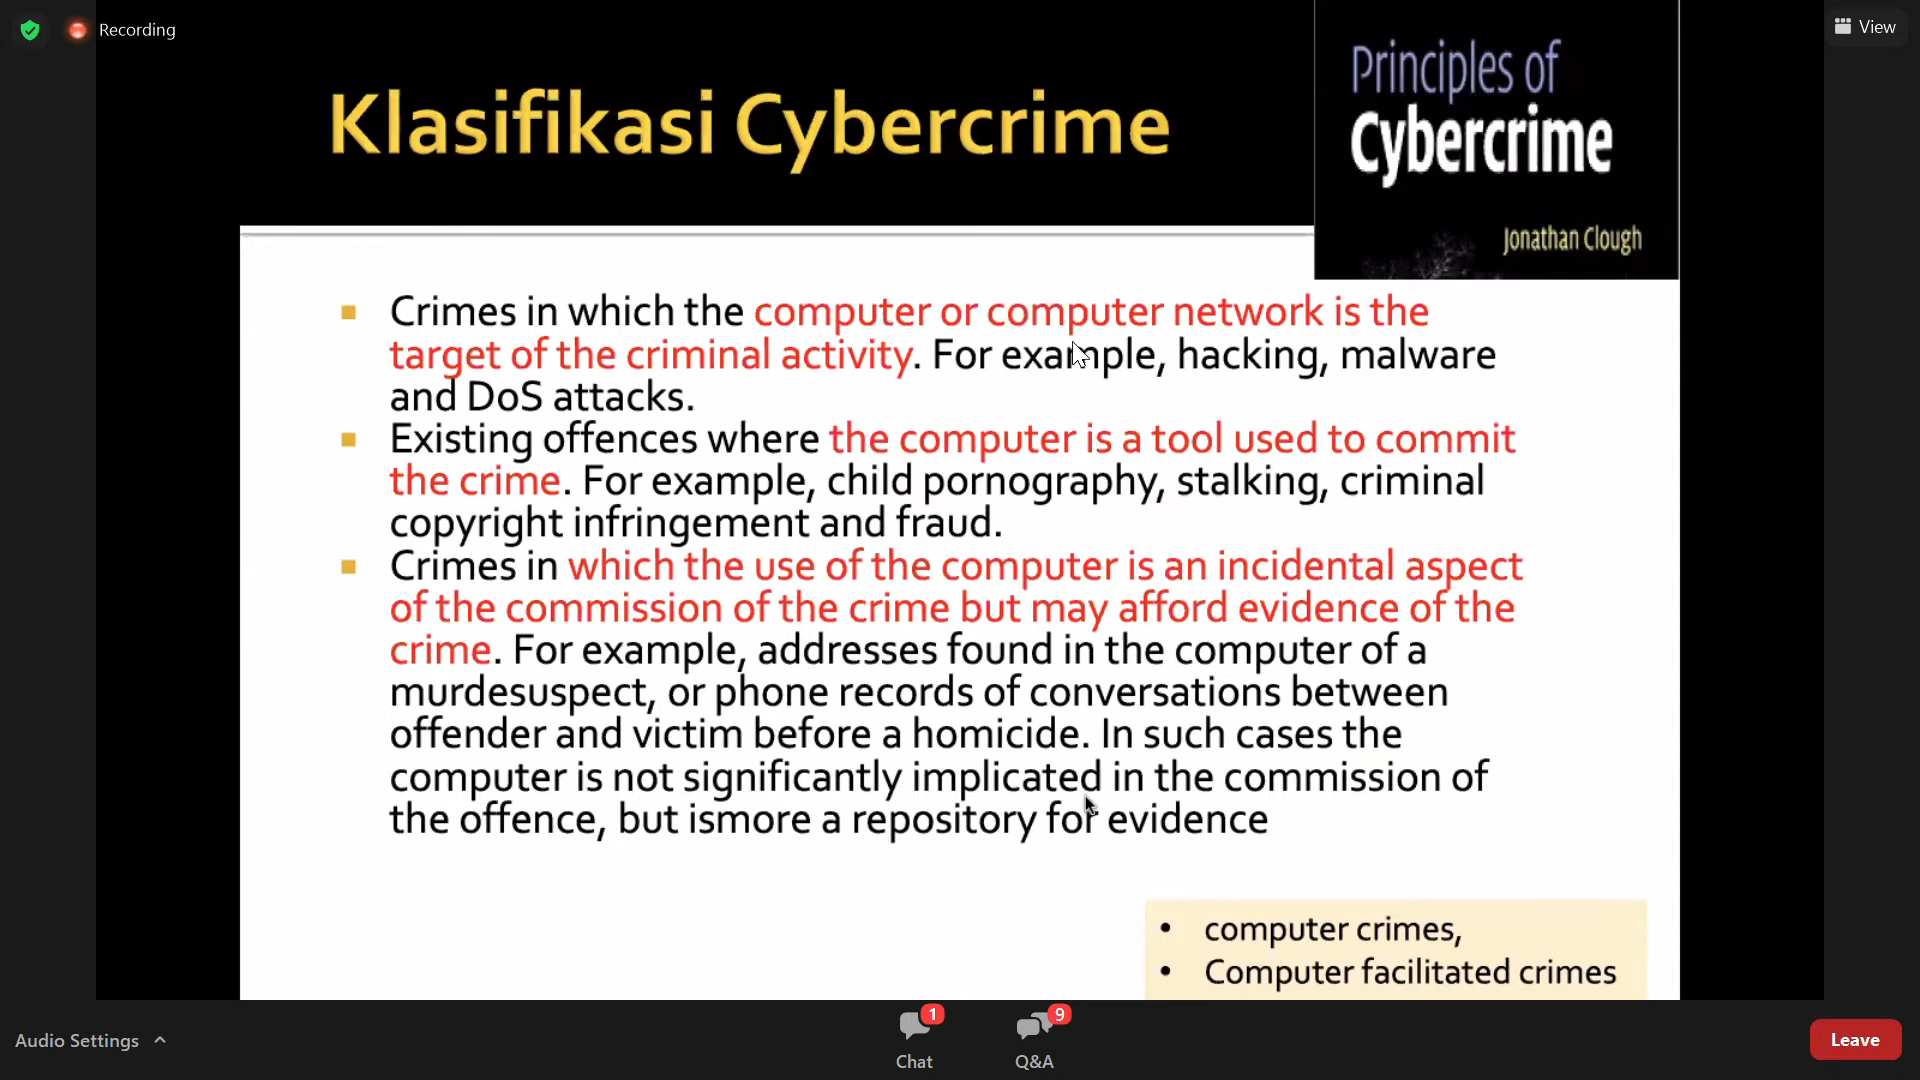 Recording
View
Klasifikasi Cybercrime
Principles of
Cybercrime
Jonathan Clough
Crimes in which the computer or computer network is the
target of the criminal activity. For example, hacking, malware
and DoS attacks.
Existing offences where the computer is a tool used to commit
the crime. For example, child pornography, stalking, criminal
copyright infringement and fraud.
Crimes in which the use of the computer is an incidental aspect
of the commission of the crime but may afford evidence of the
crime. For example, addresses found in the computer of a
murdesuspect, or phone records of conversations between
offender and victim before a homicide. In such cases the
computer is not significantly implicated in the commission of
the offence, but ismore a repository for evidence
• computer crimes,
• Computer facilitated crimes
Audio Settings
1
Chat
9
Q&A
Leave